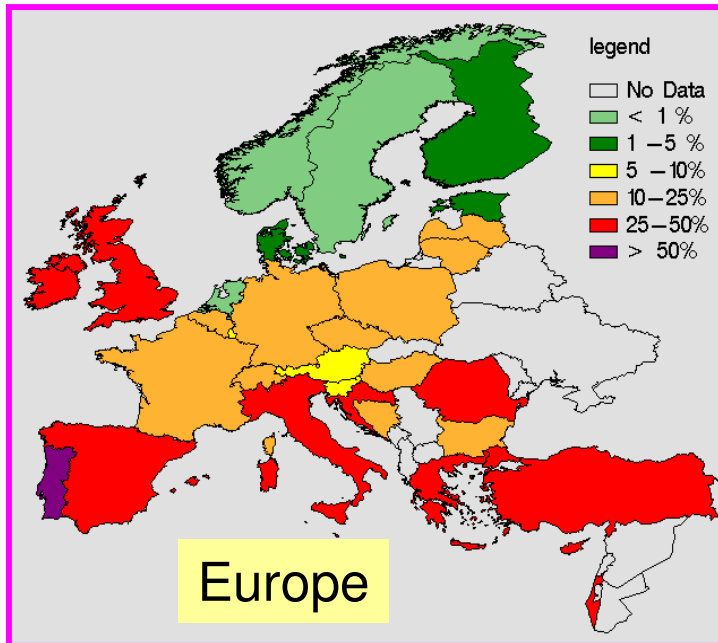 legend
No Data
< 1 %
1 –5 %
5 –10%
10–25%
25–50%
> 50%
Europe